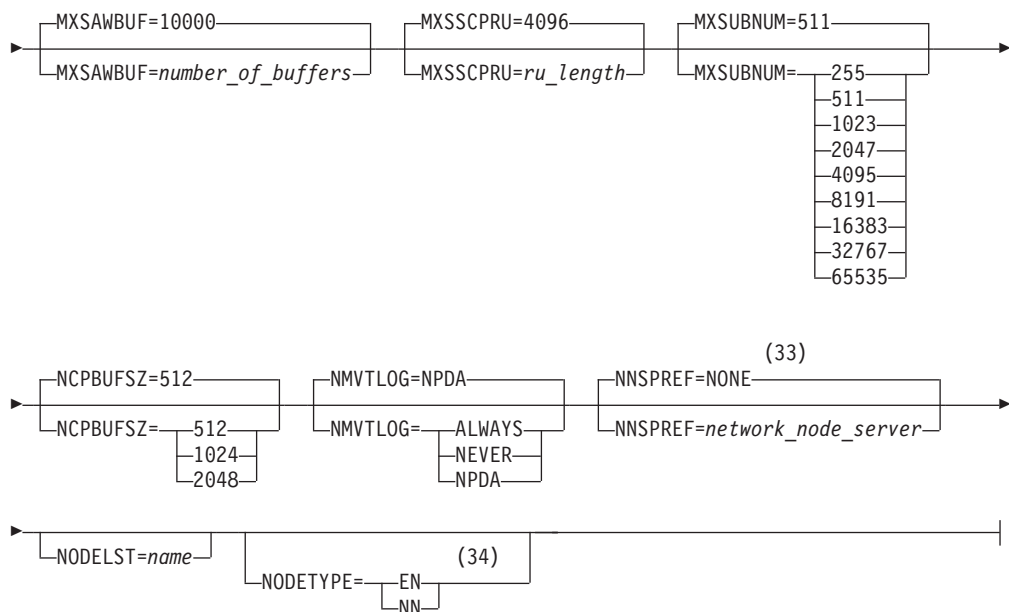 MXSAWBUF=10000 MXSSCPRU=4096 MXSUBNUM=511
MXSAWBUF=number_of_buffers MXSSCPRU=ru_length MXSUBNUM= 255
511
1023
2047
4095
8191
16383
32767
65535
(33)
NCPBUFSZ=512 NMVTLOG=NPDA NNSPREF=NONE
NCPBUFSZ= 512 NMVTLOG= ALWAYS NNSPREF=network_node_server
1024 NEVER
2048 NPDA
NODELST=name (34)
NODETYPE= EN
NN